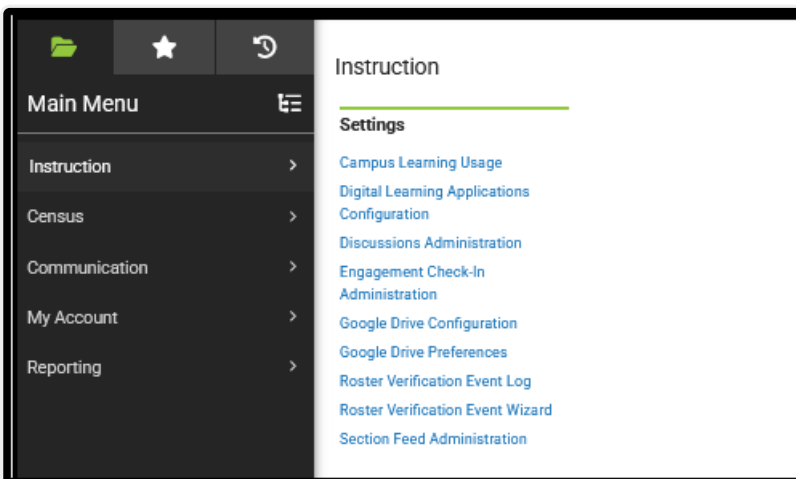 Main Menu
Instruction
Census
Communication
My Account
Reporting
Instruction
Settings
Campus Learning Usage
Digital Learning Applications
Configuration
Discussions Administration
Engagement Check-In
Administration
Google Drive Configuration
Google Drive Preferences
Roster Verification Event Log
Roster Verification Event Wizard
Section Feed Administration